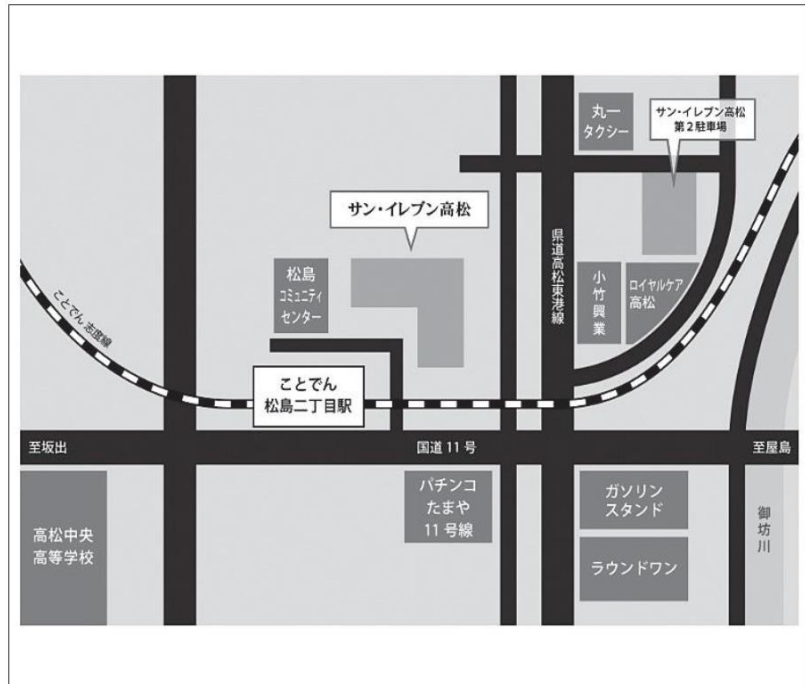 丸一
タクシー
サン・イレブン高松
第2駐車場
サン・イレブン高松
県道高松東港線
松島
コミュニティ
センター
小竹興業
ロイヤルケア
高松
ことでん 志度線
ことでん
松島二丁目駅
至坂出
国道11号
至屋島
パチンコ
たまや
11号線
ガソリン
スタンド
御坊川
高松中央
高等学校
ラウンドワン